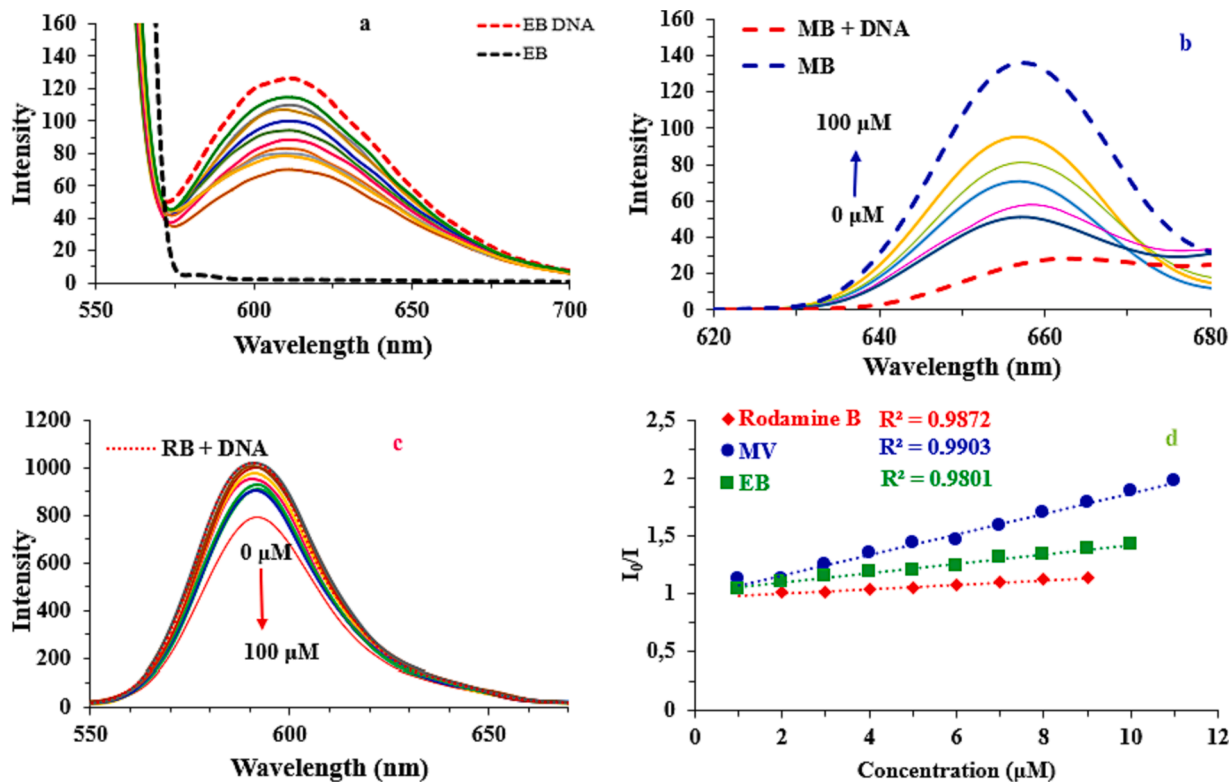 a
EB DNA
EB
Intensity
160
140
120
100
80
60
40
20
0
550
600
650
700
Wavelength (nm)
b
MB + DNA
MB
100 µM
0 µM
Intensity
160
140
120
100
80
60
40
20
0
620
640
660
680
Wavelength (nm)
c
RB + DNA
0 µM
100 µM
Intensity
1200
1000
800
600
400
200
0
550
600
650
Wavelength (nm)
d
Rodamine B R² = 0.9872
MV R² = 0.9903
EB R² = 0.9801
I₀/I
2,5
2
1,5
1
0,5
0
0
2
4
6
8
10
12
Concentration (µM)